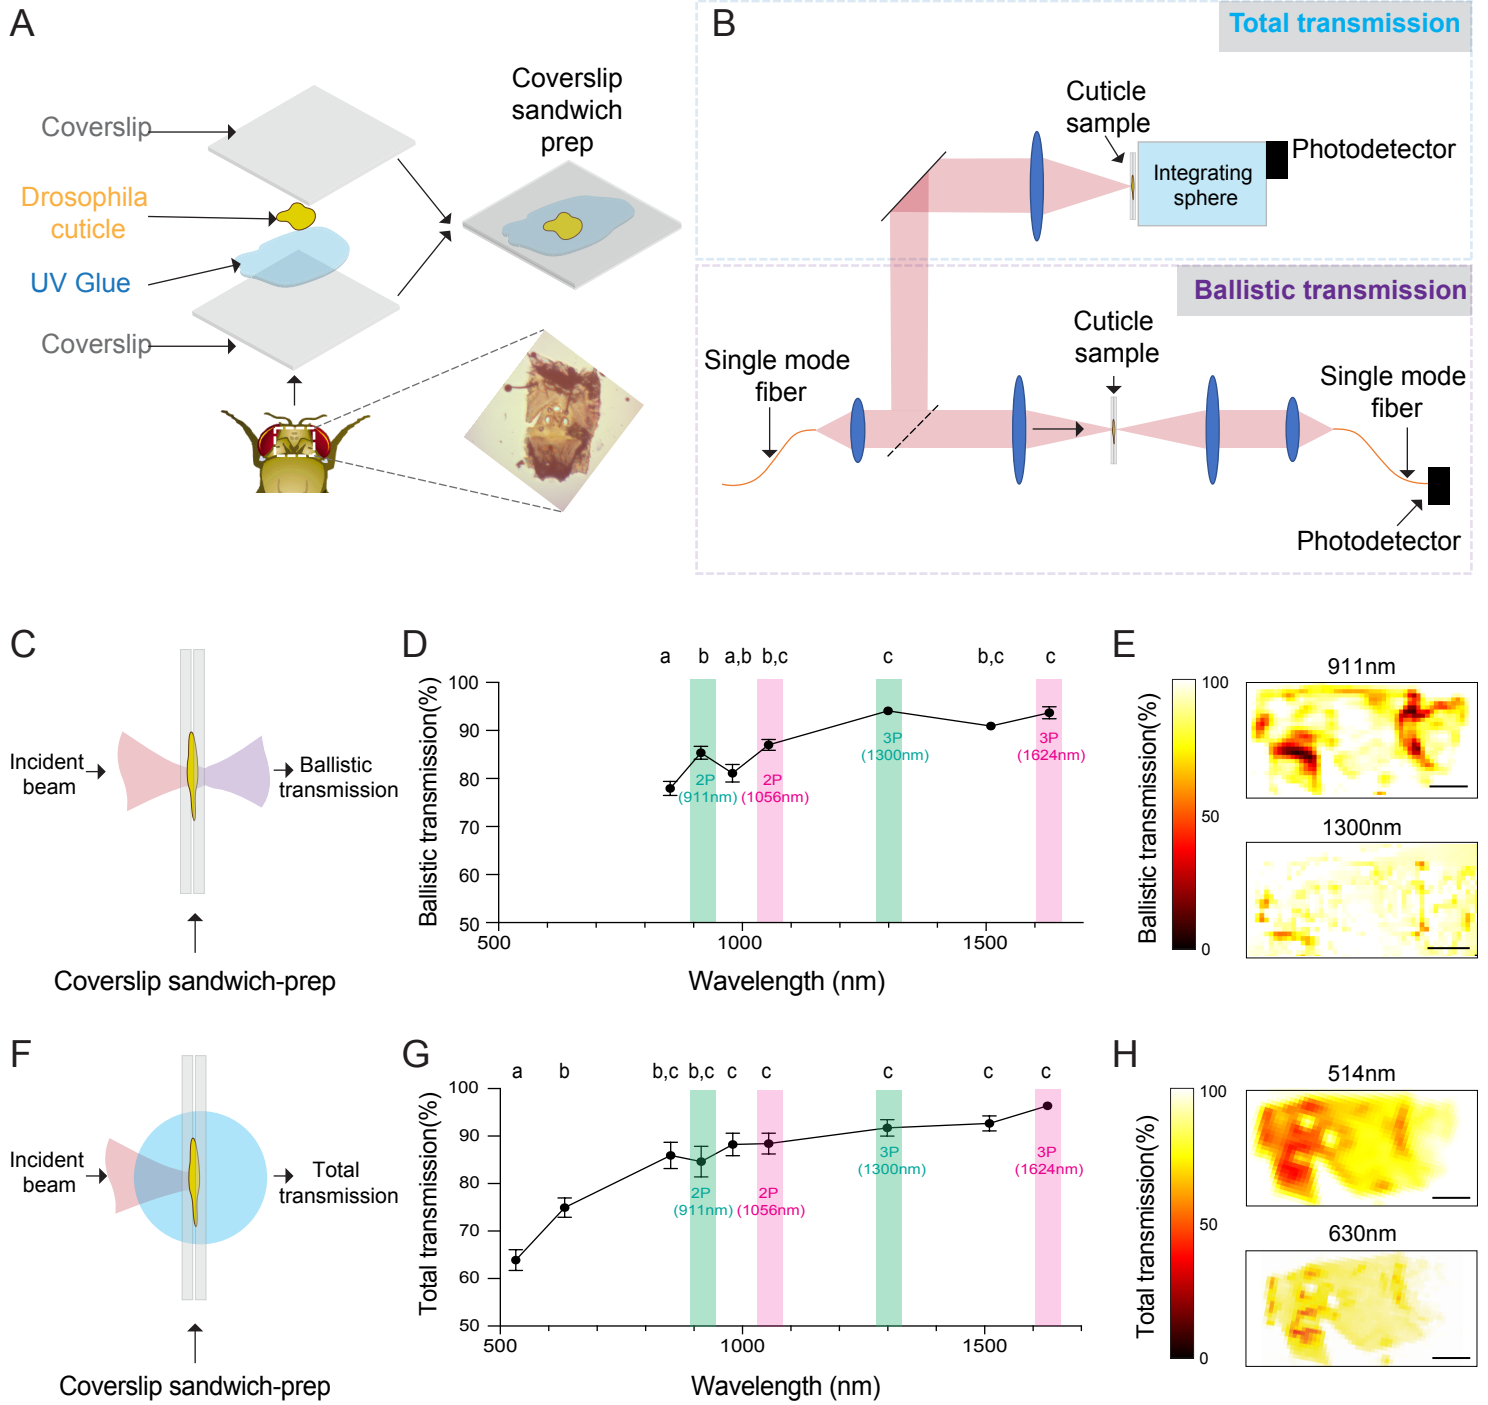 A
Coverslip
Drosophila
cuticle
UV Glue
Coverslip
Coverslip
sandwich
prep
B
Total transmission
Cuticle
sample
Integrating
sphere
Photodetector
Ballistic transmission
Single mode
fiber
Cuticle
sample
Single mode
fiber
Photodetector
C
Incident
beam
Ballistic
transmission
Coverslip sandwich-prep
D
a b a,b b,c c b,c c
Ballistic transmission(%)
100
90
80
70
60
50
2P
(911nm)
2P
(1056nm)
3P
(1300nm)
3P
(1624nm)
500 1000 1500
Wavelength (nm)
E
Ballistic transmission(%)
100
50
0
911nm
1300nm
F
Incident
beam
Total
transmission
Coverslip sandwich-prep
G
a b b,c b,c c c c c c
Total transmission(%)
100
90
80
70
60
50
2P
(911nm)
2P
(1056nm)
3P
(1300nm)
3P
(1624nm)
500 1000 1500
Wavelength (nm)
H
Total transmission(%)
100
50
0
514nm
630nm